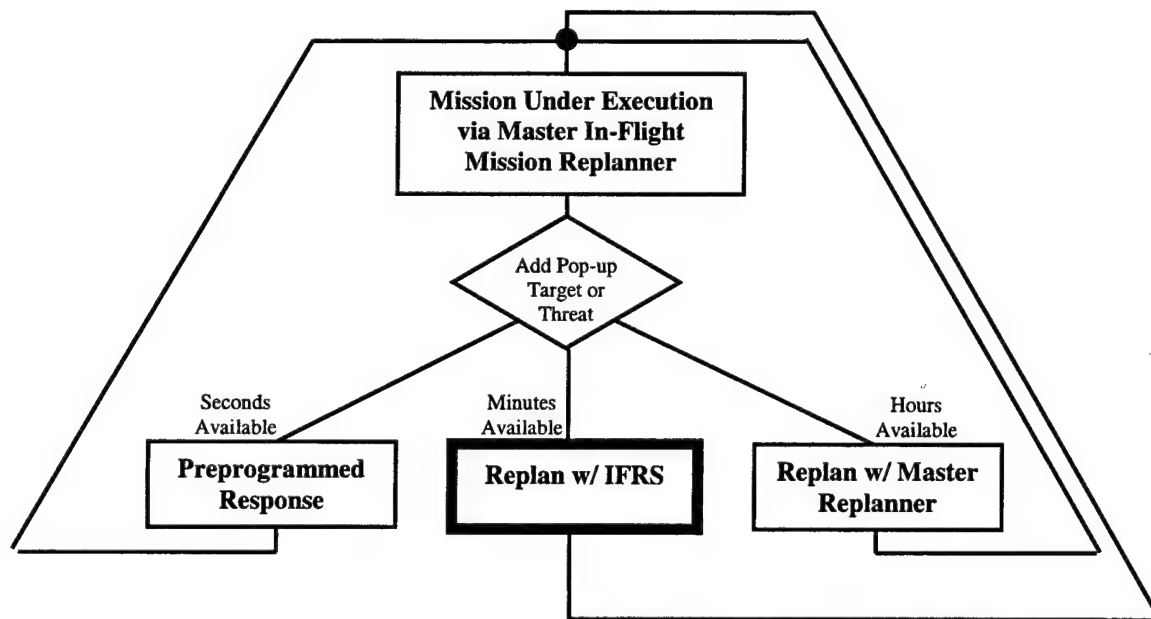 Mission Under Execution
via Master In-Flight
Mission Replanner
Add Pop-up
Target or
Threat
Seconds
Available
Minutes
Available
Hours
Available
Preprogrammed
Response
Replan w/ IFRS
Replan w/ Master
Replanner